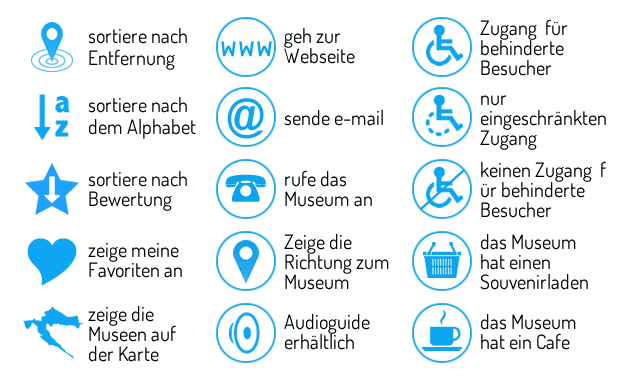 sortiere nach
Entfernung
a
z
sortiere nach
dem Alphabet
sortiere nach
Bewertung
zeige meine
Favoriten an
zeige die
Museen auf
der Karte
www
geh zur
Webseite
@
sende e-mail
rufe das
Museum an
Zeige die
Richtung zum
Museum
Audioguide
erhältlich
Zugang für
behinderte
Besucher
nur
eingeschränkten
Zugang
keinen Zugang f
ür behinderte
Besucher
das Museum
hat einen
Souvenirladen
das Museum
hat ein Cafe